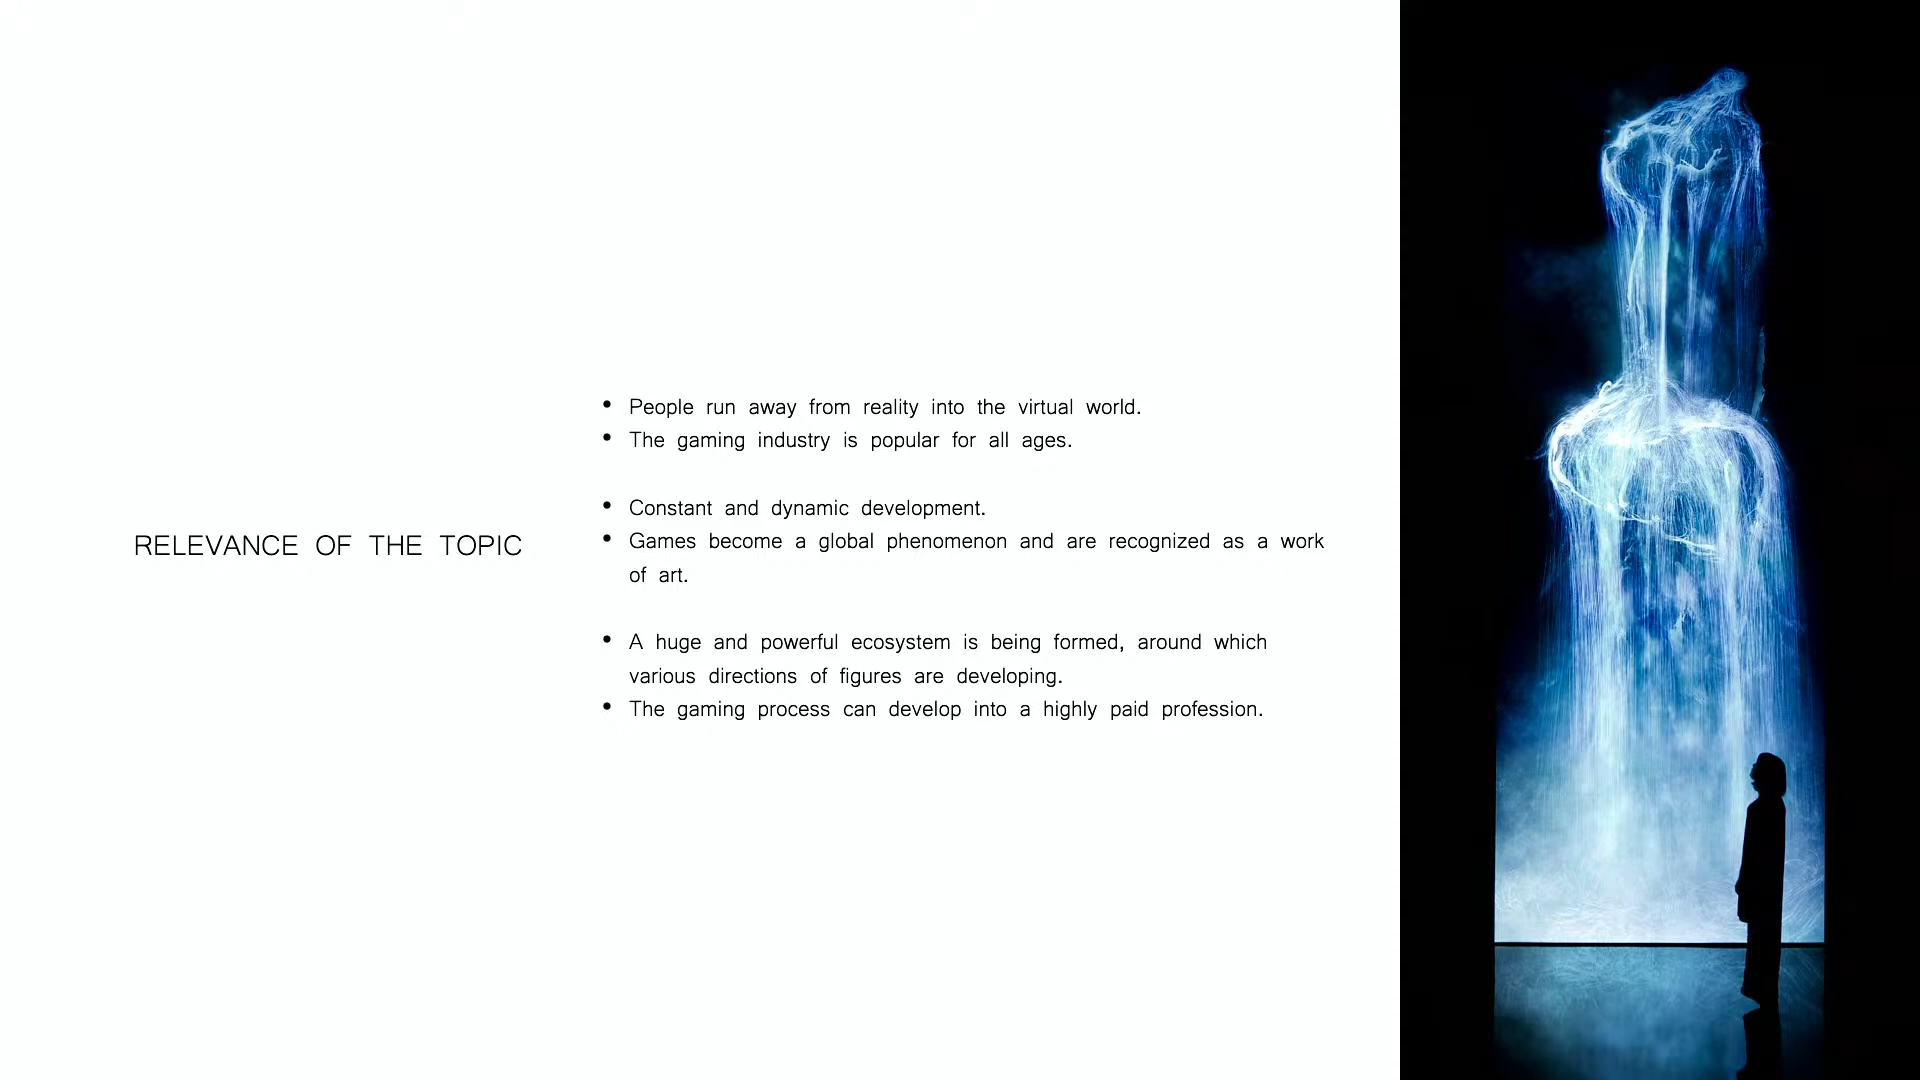 RELEVANCE OF THE TOPIC
• People run away from reality into the virtual world.
• The gaming industry is popular for all ages.
• Constant and dynamic development.
• Games become a global phenomenon and are recognized as a work
of art.
• A huge and powerful ecosystem is being formed, around which
various directions of figures are developing.
• The gaming process can develop into a highly paid profession.